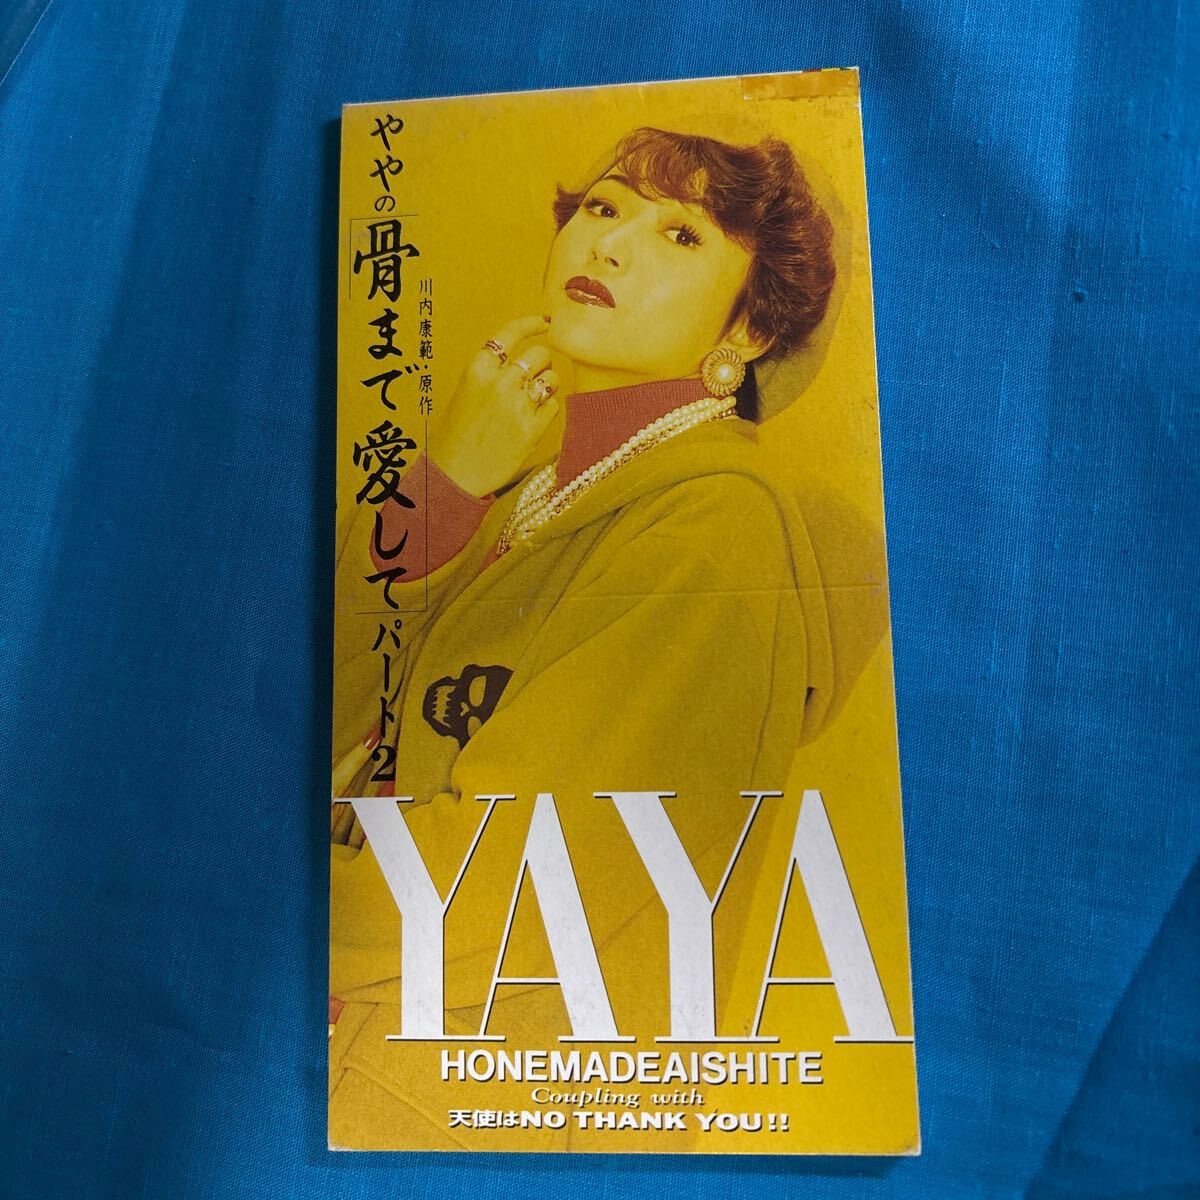 ややの「骨まで愛して」パート2
川内康範・原作
YAYA
HONEMADEAISHITE
Coupling with
天使はNO THANK YOU!!